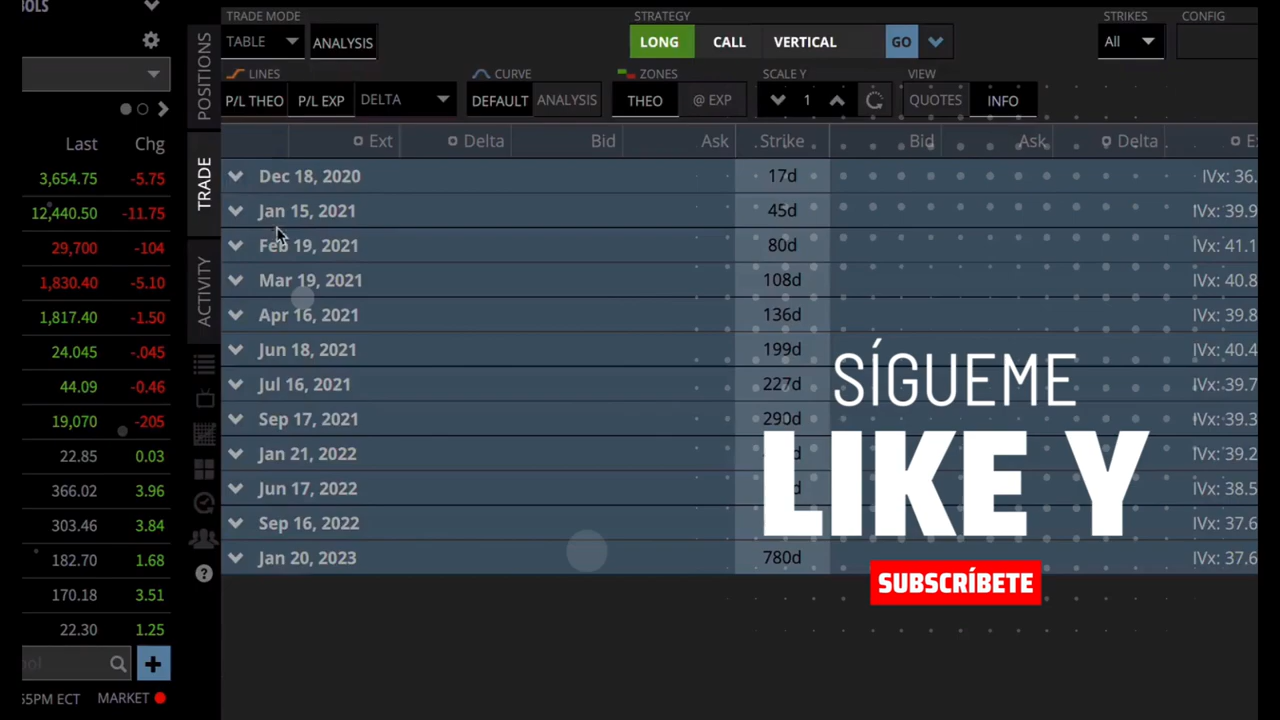 TRADE MODE
STRATEGY
STRIKES
CONFIG
TABLE
ANALYSIS
LONG
CALL
VERTICAL
GO
All
LINES
CURVE
ZONES
SCALE Y
VIEW
P/L THEO
P/L EXP
DELTA
DEFAULT
ANALYSIS
THEO
@ EXP
1
QUOTES
INFO
POSITIONS
TRADE
ACTIVITY
Last Chg
3,654.75 -5.75
12,440.50 -11.75
29,700 -104
1,830.40 -5.10
1,817.40 -1.50
24.045 -.045
44.09 -0.46
19,070 -205
22.85 0.03
366.02 3.96
303.46 3.84
182.70 1.68
170.18 3.51
22.30 1.25
MARKET
Ext Delta Bid Ask Strike Bid Ask Delta
Dec 18, 2020 17d IVx: 36.
Jan 15, 2021 45d IVx: 39.9
Feb 19, 2021 80d IVx: 41.1
Mar 19, 2021 108d IVx: 40.8
Apr 16, 2021 136d IVx: 39.8
Jun 18, 2021 199d IVx: 40.4
Jul 16, 2021 227d IVx: 39.7
Sep 17, 2021 290d IVx: 39.3
Jan 21, 2022 IVx: 39.2
Jun 17, 2022 IVx: 38.5
Sep 16, 2022 IVx: 37.6
Jan 20, 2023 780d IVx: 37.6
SÍGUEME
LIKE Y
SUBSCRÍBETE